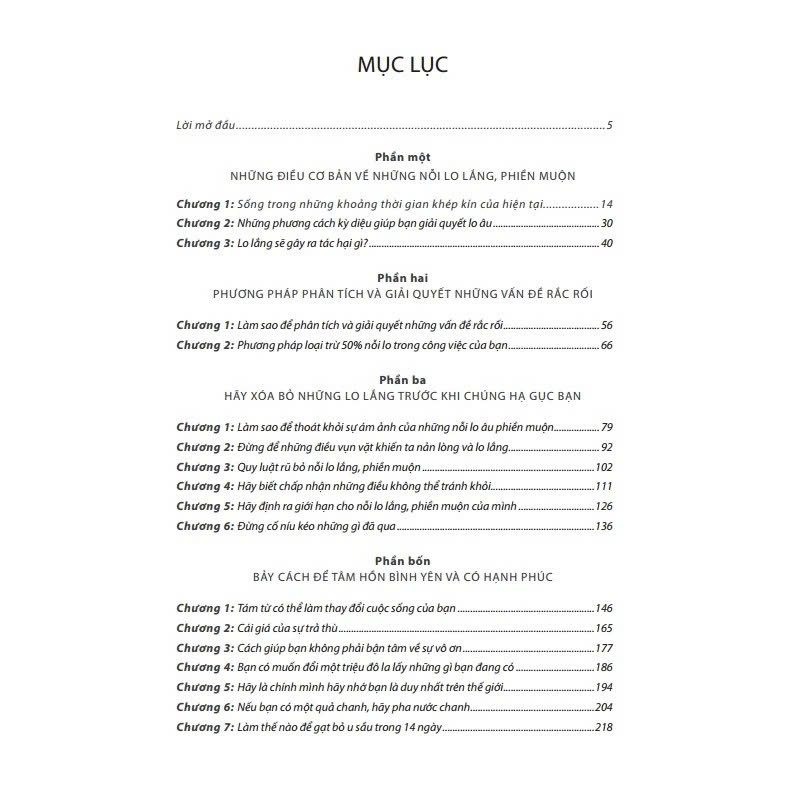 MỤC LỤC
Lời mở đầu........................................................................................................................5
Phần một
NHỮNG ĐIỀU CƠ BẢN VỀ NHỮNG NỖI LO LẮNG, PHIỀN MUỘN
Chương 1: Sống trong những khoảng thời gian khép kín của hiện tại..................14
Chương 2: Những phương cách kỳ diệu giúp bạn giải quyết lo âu....................................30
Chương 3: Lo lắng sẽ gây ra tác hại gì?..............................................................................40
Phần hai
PHƯƠNG PHÁP PHÂN TÍCH VÀ GIẢI QUYẾT NHỮNG VẤN ĐỀ RẮC RỐI
Chương 1: Làm sao để phân tích và giải quyết những vấn đề rắc rối.................................56
Chương 2: Phương pháp loại trừ 50% nỗi lo trong công việc của bạn...............................66
Phần ba
HÃY XÓA BỎ NHỮNG LO LẮNG TRƯỚC KHI CHÚNG HẠ GỤC BẠN
Chương 1: Làm sao để thoát khỏi sự ám ảnh của những nỗi lo âu phiền muộn................79
Chương 2: Đừng để những điều vụn vặt khiến ta nản lòng và lo lắng...............................92
Chương 3: Quy luật rũ bỏ nỗi lo lắng, phiền muộn............................................................102
Chương 4: Hãy biết chấp nhận những điều không thể tránh khỏi....................................111
Chương 5: Hãy định ra giới hạn cho nỗi lo lắng, phiền muộn của mình..........................126
Chương 6: Đừng cố níu kéo những gì đã qua....................................................................136
Phần bốn
BẢY CÁCH ĐỂ TÂM HỒN BÌNH YÊN VÀ CÓ HẠNH PHÚC
Chương 1: Tám từ có thể làm thay đổi cuộc sống của bạn...............................................146
Chương 2: Cái giá của sự trả thù........................................................................................165
Chương 3: Cách giúp bạn không phải bận tâm về sự vô ơn..............................................177
Chương 4: Bạn có muốn đổi một triệu đô la lấy những gì bạn đang có...........................186
Chương 5: Hãy là chính mình hãy nhớ bạn là duy nhất trên thế giới................................194
Chương 6: Nếu bạn có một quả chanh, hãy pha nước chanh...........................................204
Chương 7: Làm thế nào để gạt bỏ u sầu trong 14 ngày.....................................................218